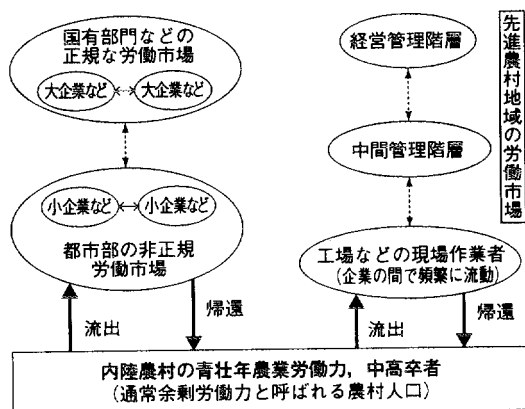 国有部門などの
正規な労働市場
大企業など
大企業など
小企業など
小企業など
都市部の非正規
労働市場
経営管理階層
中間管理階層
工場などの現場作業者
(企業の間で頻繁に流動)
先進農村地域の労働市場
流出
帰還
流出
帰還
内陸農村の青壮年農業労働力，中高卒者
(通常余剰労働力と呼ばれる農村人口)